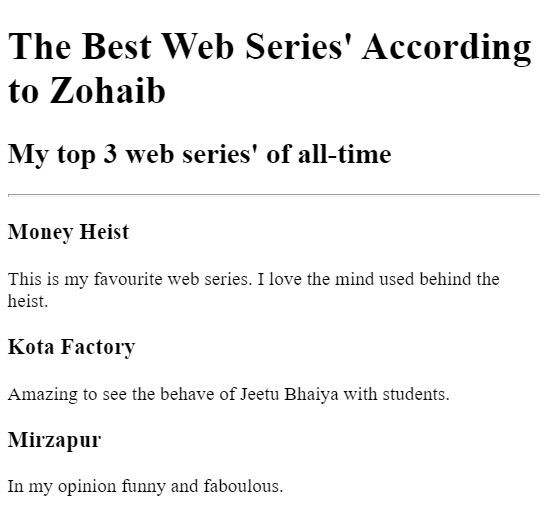 The Best Web Series' According
to Zohaib
My top 3 web series' of all-time
Money Heist
This is my favourite web series. I love the mind used behind the
heist.
Kota Factory
Amazing to see the behave of Jeetu Bhaiya with students.
Mirzapur
In my opinion funny and faboulous.